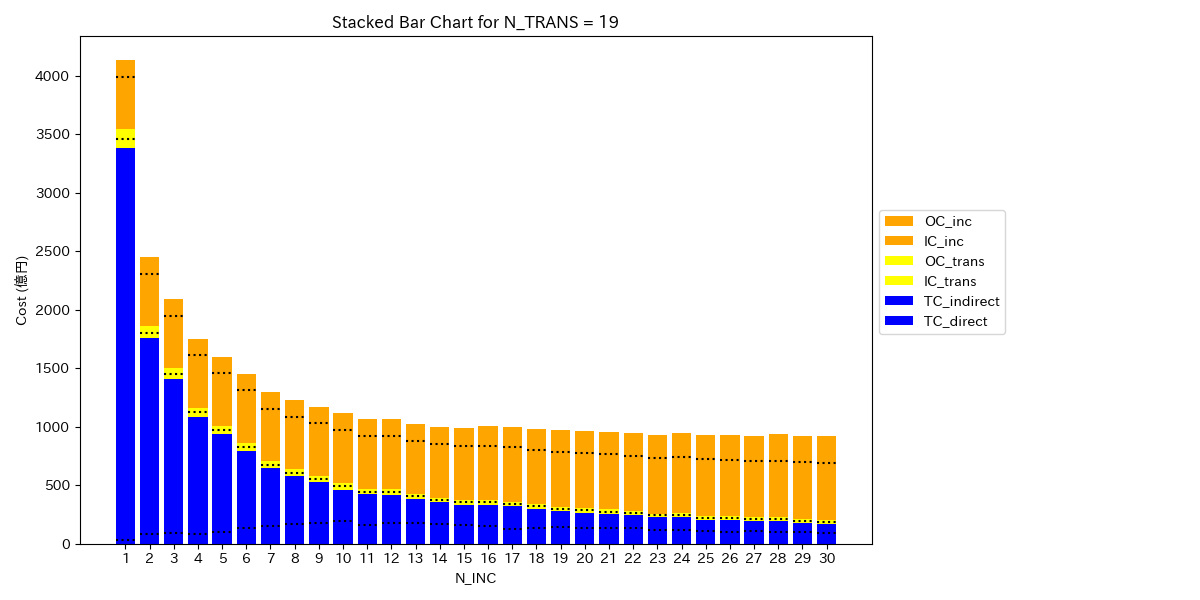 Stacked Bar Chart for N_TRANS = 19
Cost (億円)
4000
3500
3000
2500
2000
1500
1000
500
0
1 2 3 4 5 6 7 8 9 10 11 12 13 14 15 16 17 18 19 20 21 22 23 24 25 26 27 28 29 30
N_INC
OC_inc
IC_inc
OC_trans
IC_trans
TC_indirect
TC_direct